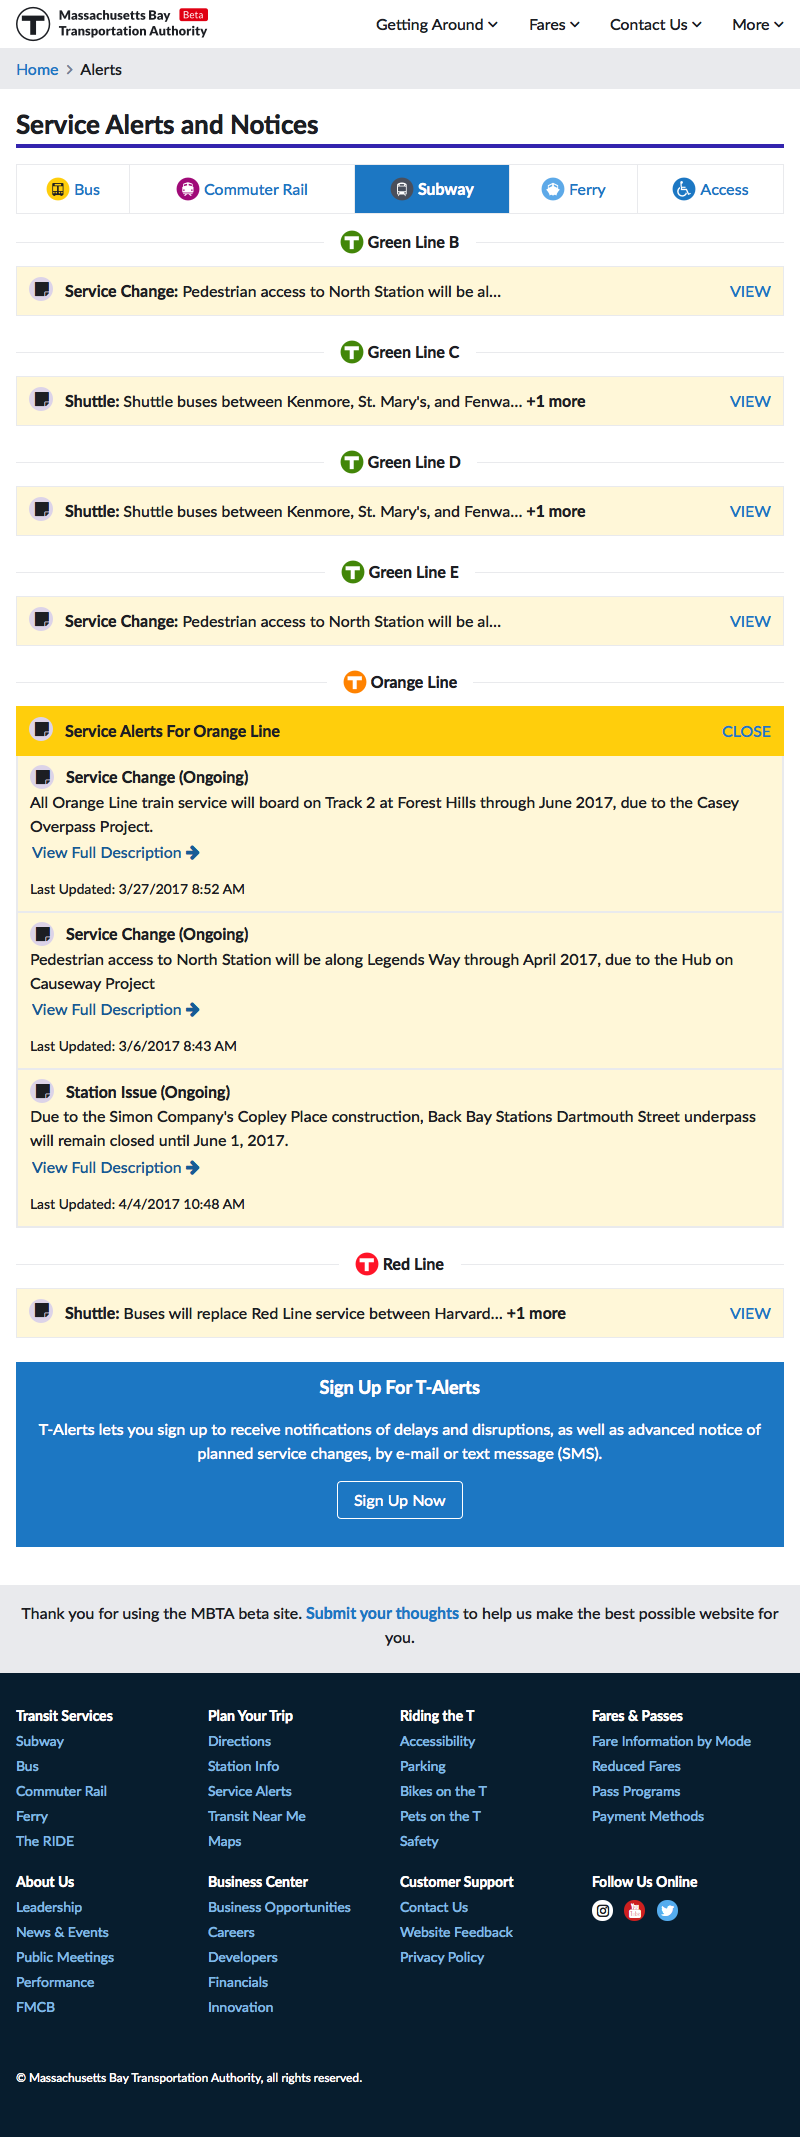 Massachusetts Bay Beta
Transportation Authority
Getting Around Fares Contact Us More
Home > Alerts
Service Alerts and Notices
Bus Commuter Rail Subway Ferry Access
T Green Line B
Service Change: Pedestrian access to North Station will be al... VIEW
T Green Line C
Shuttle: Shuttle buses between Kenmore, St. Mary's, and Fenwa... +1 more VIEW
T Green Line D
Shuttle: Shuttle buses between Kenmore, St. Mary's, and Fenwa... +1 more VIEW
T Green Line E
Service Change: Pedestrian access to North Station will be al... VIEW
T Orange Line
Service Alerts For Orange Line CLOSE
Service Change (Ongoing)
All Orange Line train service will board on Track 2 at Forest Hills through June 2017, due to the Casey
Overpass Project.
View Full Description
Last Updated: 3/27/2017 8:52 AM
Service Change (Ongoing)
Pedestrian access to North Station will be along Legends Way through April 2017, due to the Hub on
Causeway Project
View Full Description
Last Updated: 3/6/2017 8:43 AM
Station Issue (Ongoing)
Due to the Simon Company's Copley Place construction, Back Bay Stations Dartmouth Street underpass
will remain closed until June 1, 2017.
View Full Description
Last Updated: 4/4/2017 10:48 AM
T Red Line
Shuttle: Buses will replace Red Line service between Harvard... +1 more VIEW
Sign Up For T-Alerts
T-Alerts lets you sign up to receive notifications of delays and disruptions, as well as advanced notice of
planned service changes, by e-mail or text message (SMS).
Sign Up Now
Thank you for using the MBTA beta site. Submit your thoughts to help us make the best possible website for
you.
Transit Services
Subway
Bus
Commuter Rail
Ferry
The RIDE
Plan Your Trip
Directions
Station Info
Service Alerts
Transit Near Me
Maps
Riding the T
Accessibility
Parking
Bikes on the T
Pets on the T
Safety
Fares & Passes
Fare Information by Mode
Reduced Fares
Pass Programs
Payment Methods
About Us
Leadership
News & Events
Public Meetings
Performance
FMCB
Business Center
Business Opportunities
Careers
Developers
Financials
Innovation
Customer Support
Contact Us
Website Feedback
Privacy Policy
Follow Us Online
© Massachusetts Bay Transportation Authority, all rights reserved.